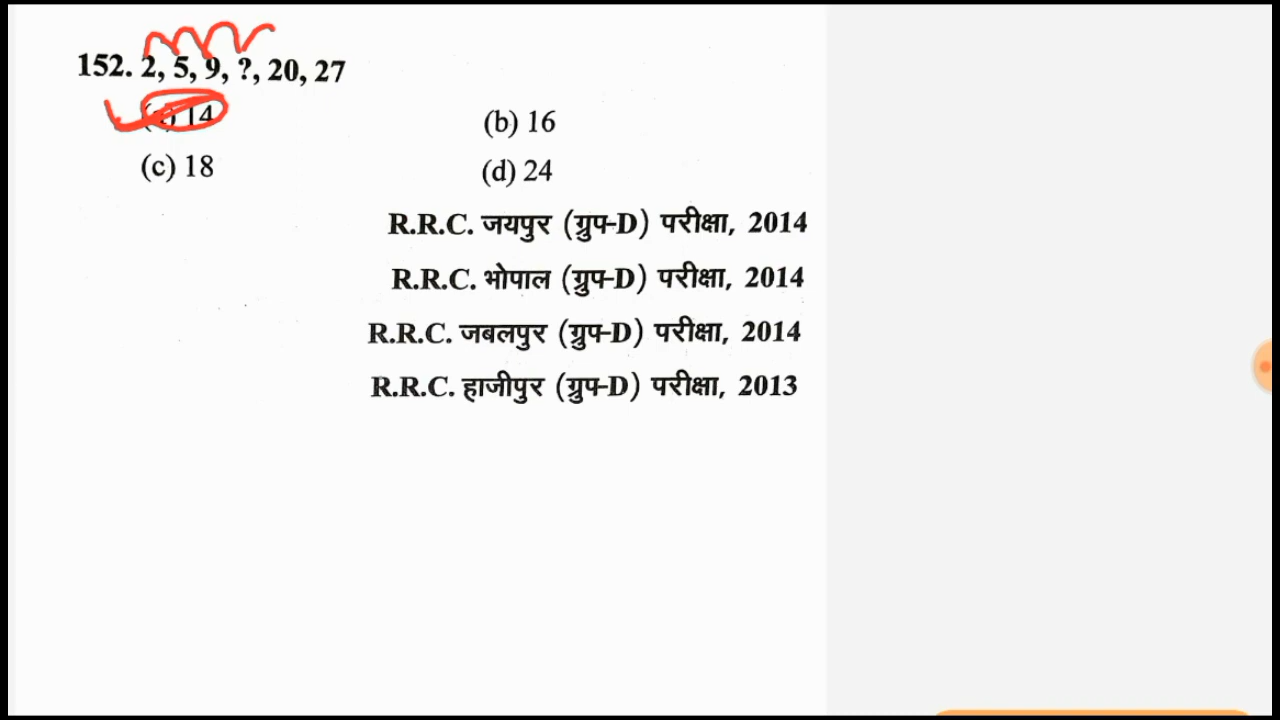 152. 2, 5, 9, ?, 20, 27
(a) 14 (b) 16
(c) 18 (d) 24
R.R.C. जयपुर (ग्रुप-D) परीक्षा, 2014
R.R.C. भोपाल (ग्रुप-D) परीक्षा, 2014
R.R.C. जबलपुर (ग्रुप-D) परीक्षा, 2014
R.R.C. हाजीपुर (ग्रुप-D) परीक्षा, 2013